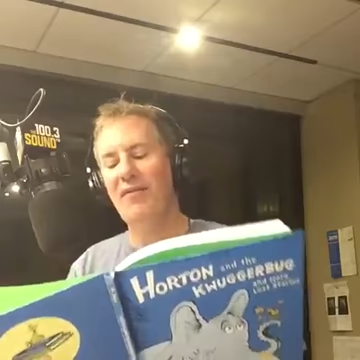 100.3
SOUND
HORTON and the
KWUGGERBUG
and more
Lost Stories